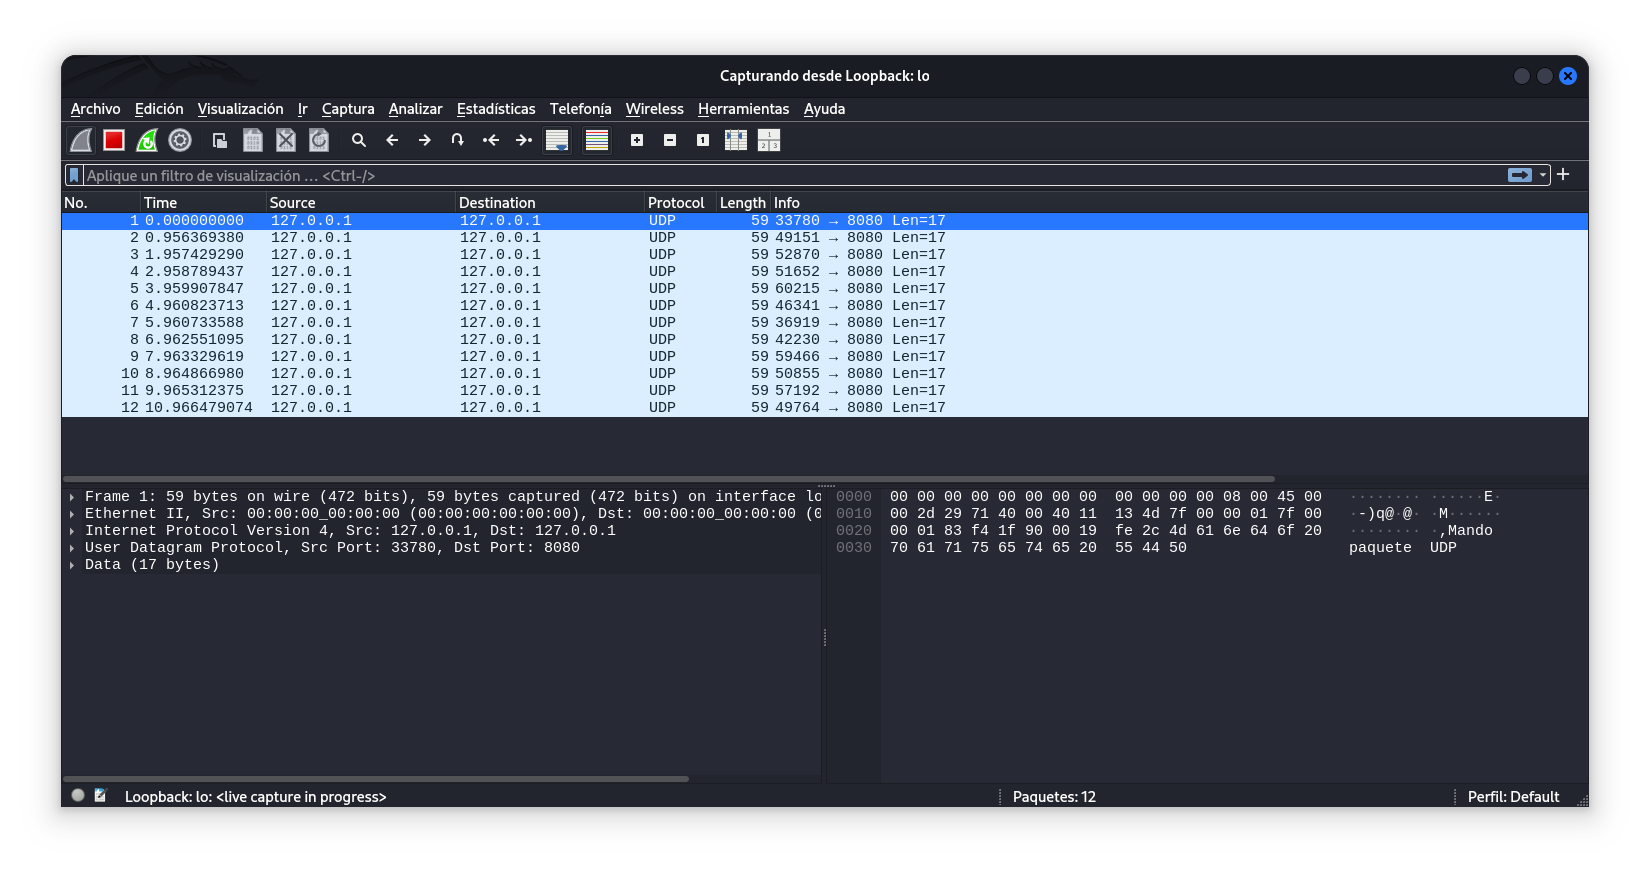 Capturando desde Loopback: lo
Archivo Edición Visualización Ir Captura Analizar Estadísticas Telefonía Wireless Herramientas Ayuda
Aplique un filtro de visualización … <Ctrl-/>
No. Time Source Destination Protocol Length Info
1 0.000000000 127.0.0.1 127.0.0.1 UDP 59 33780 → 8080 Len=17
2 0.956369380 127.0.0.1 127.0.0.1 UDP 59 49151 → 8080 Len=17
3 1.957429290 127.0.0.1 127.0.0.1 UDP 59 52870 → 8080 Len=17
4 2.958789437 127.0.0.1 127.0.0.1 UDP 59 51652 → 8080 Len=17
5 3.959907847 127.0.0.1 127.0.0.1 UDP 59 60215 → 8080 Len=17
6 4.960823713 127.0.0.1 127.0.0.1 UDP 59 46341 → 8080 Len=17
7 5.960733588 127.0.0.1 127.0.0.1 UDP 59 36919 → 8080 Len=17
8 6.962551095 127.0.0.1 127.0.0.1 UDP 59 42230 → 8080 Len=17
9 7.963329619 127.0.0.1 127.0.0.1 UDP 59 59466 → 8080 Len=17
10 8.964866980 127.0.0.1 127.0.0.1 UDP 59 50855 → 8080 Len=17
11 9.965312375 127.0.0.1 127.0.0.1 UDP 59 57192 → 8080 Len=17
12 10.966479074 127.0.0.1 127.0.0.1 UDP 59 49764 → 8080 Len=17
Frame 1: 59 bytes on wire (472 bits), 59 bytes captured (472 bits) on interface lo
Ethernet II, Src: 00:00:00_00:00:00 (00:00:00:00:00:00), Dst: 00:00:00_00:00:00 (0
Internet Protocol Version 4, Src: 127.0.0.1, Dst: 127.0.0.1
User Datagram Protocol, Src Port: 33780, Dst Port: 8080
Data (17 bytes)
0000 00 00 00 00 00 00 00 00 00 00 00 00 08 00 45 00 ········ ······E·
0010 00 2d 29 71 40 00 40 11 13 4d 7f 00 00 01 7f 00 ·-)q@·@· ·M······
0020 00 01 83 f4 1f 90 00 19 fe 2c 4d 61 6e 64 6f 20 ········ ·,Mando
0030 70 61 71 75 65 74 65 20 55 44 50 paquete UDP
Loopback: lo: <live capture in progress> Paquetes: 12 Perfil: Default